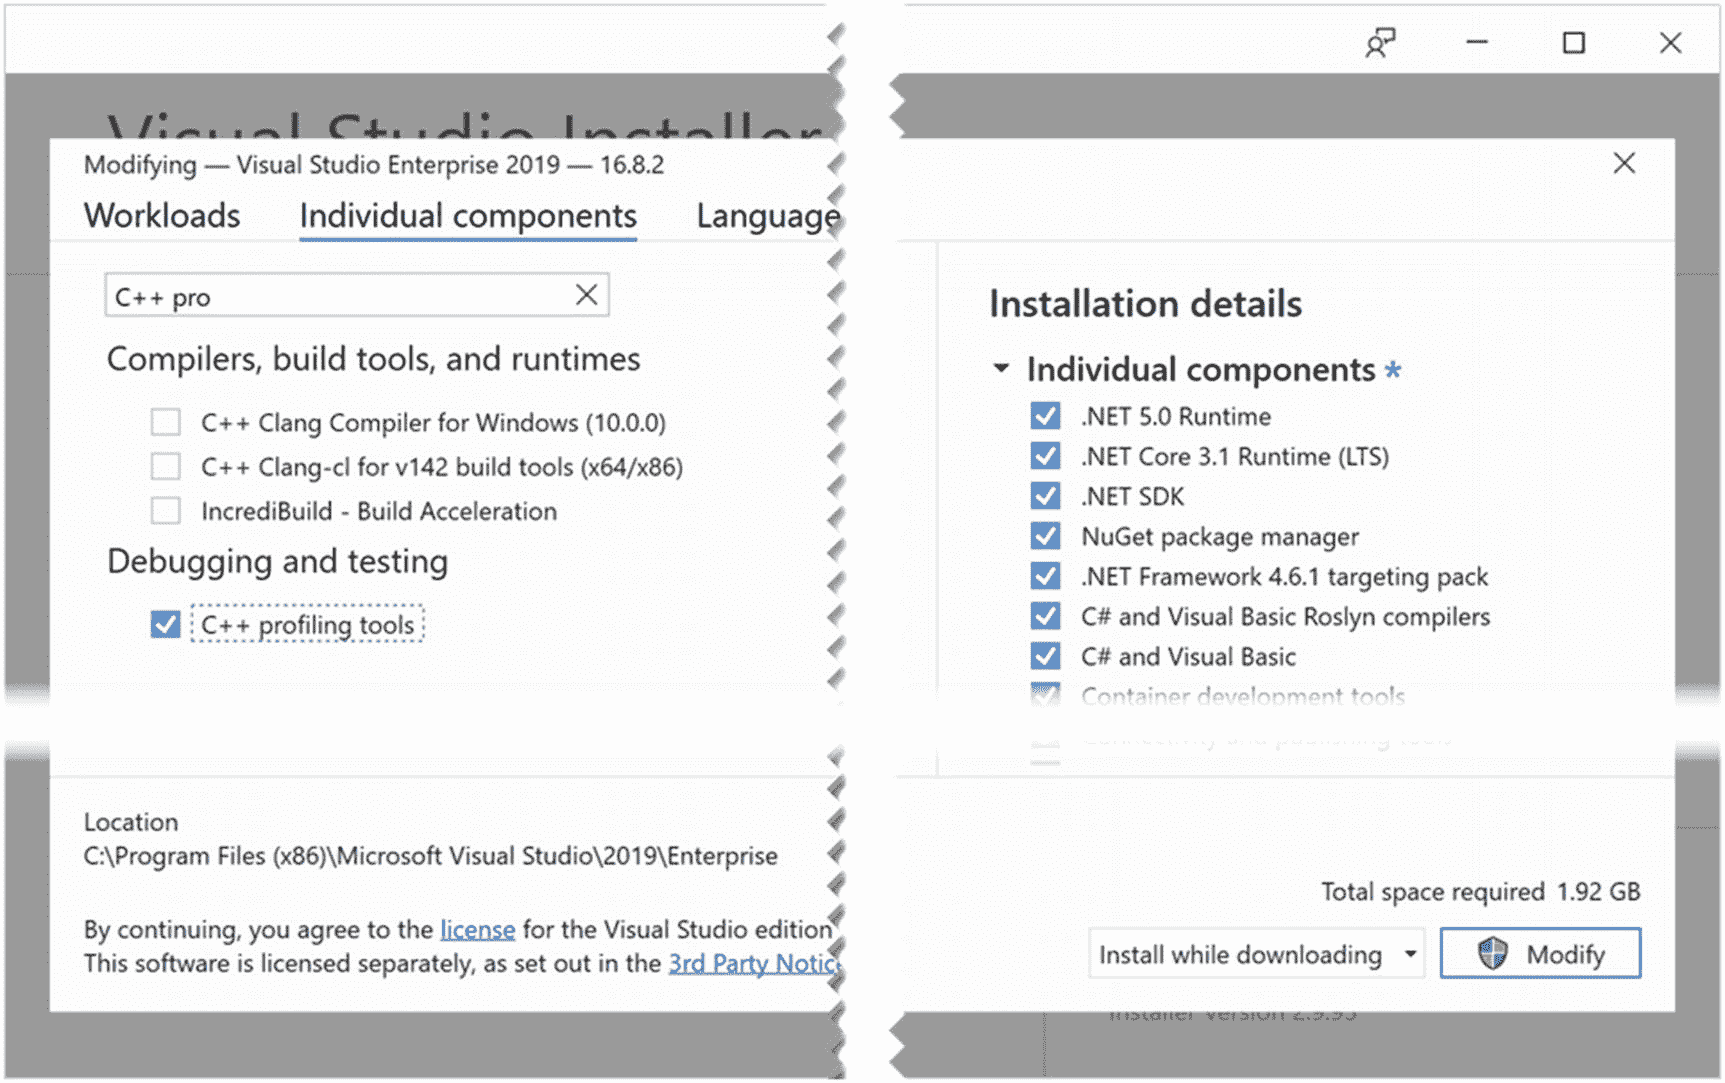 Visual Studio Installer
Modifying — Visual Studio Enterprise 2019 — 16.8.2
Workloads
Individual components
Language
C++ pro
Compilers, build tools, and runtimes
C++ Clang Compiler for Windows (10.0.0)
C++ Clang-cl for v142 build tools (x64/x86)
IncrediBuild - Build Acceleration
Debugging and testing
C++ profiling tools
Installation details
Individual components *
.NET 5.0 Runtime
.NET Core 3.1 Runtime (LTS)
.NET SDK
NuGet package manager
.NET Framework 4.6.1 targeting pack
C# and Visual Basic Roslyn compilers
C# and Visual Basic
Container development tools
Connectivity and publishing tools
Location
C:\Program Files (x86)\Microsoft Visual Studio\2019\Enterprise
By continuing, you agree to the license for the Visual Studio edition
This software is licensed separately, as set out in the 3rd Party Notic
Total space required 1.92 GB
Install while downloading
Modify
Installer Version